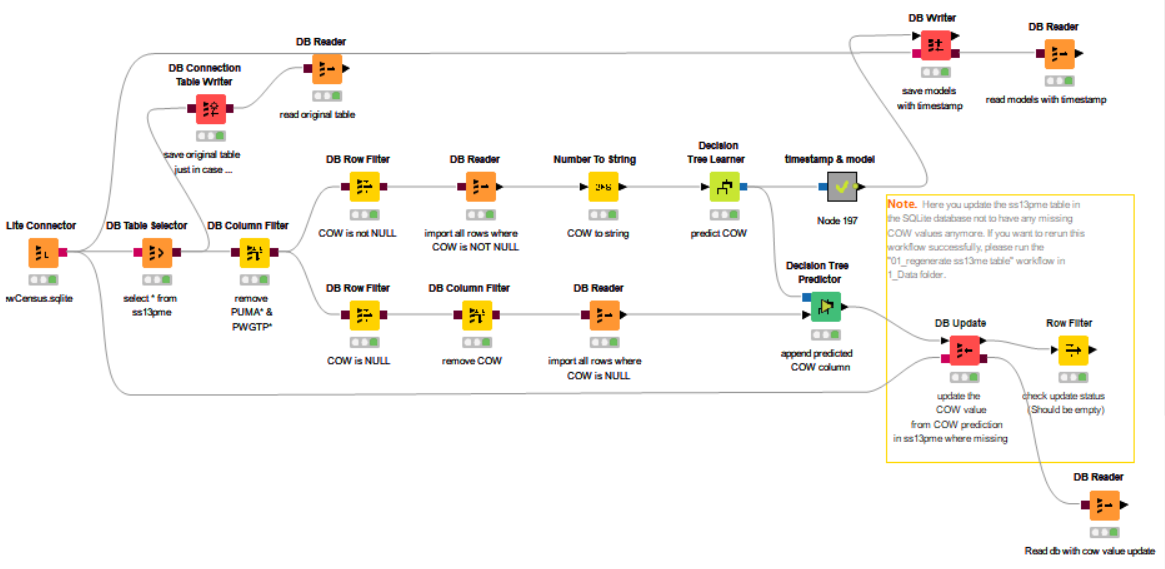 DB Writer
DB Reader
DB Reader
DB Connection
Table Writer
save models
with timestamp
read models with timestamp
read original table
save original table
just in case ...
DB Row Filter
DB Reader
Number To String
Decision
Tree Learner
timestamp & model
COW is not NULL
import all rows where
COW is NOT NULL
COW to string
predict COW
Node 197
Note. Here you update the ss13pme table in
the SQLite database not to have any missing
COW values anymore. If you want to rerun this
workflow successfully, please run the
"01_regenerate ss13me table" workflow in
1_Data folder.
Lite Connector
DB Table Selector
DB Column Filter
wCensus.sqlite
select * from
ss13pme
remove
PUMA* &
PWGTP*
DB Row Filter
DB Column Filter
DB Reader
Decision Tree
Predictor
COW is NULL
remove COW
import all rows where
COW is NULL
append predicted
COW column
DB Update
Row Filter
update the
COW value
from COW prediction
in ss13pme where missing
check update status
(Should be empty)
DB Reader
Read db with cow value update